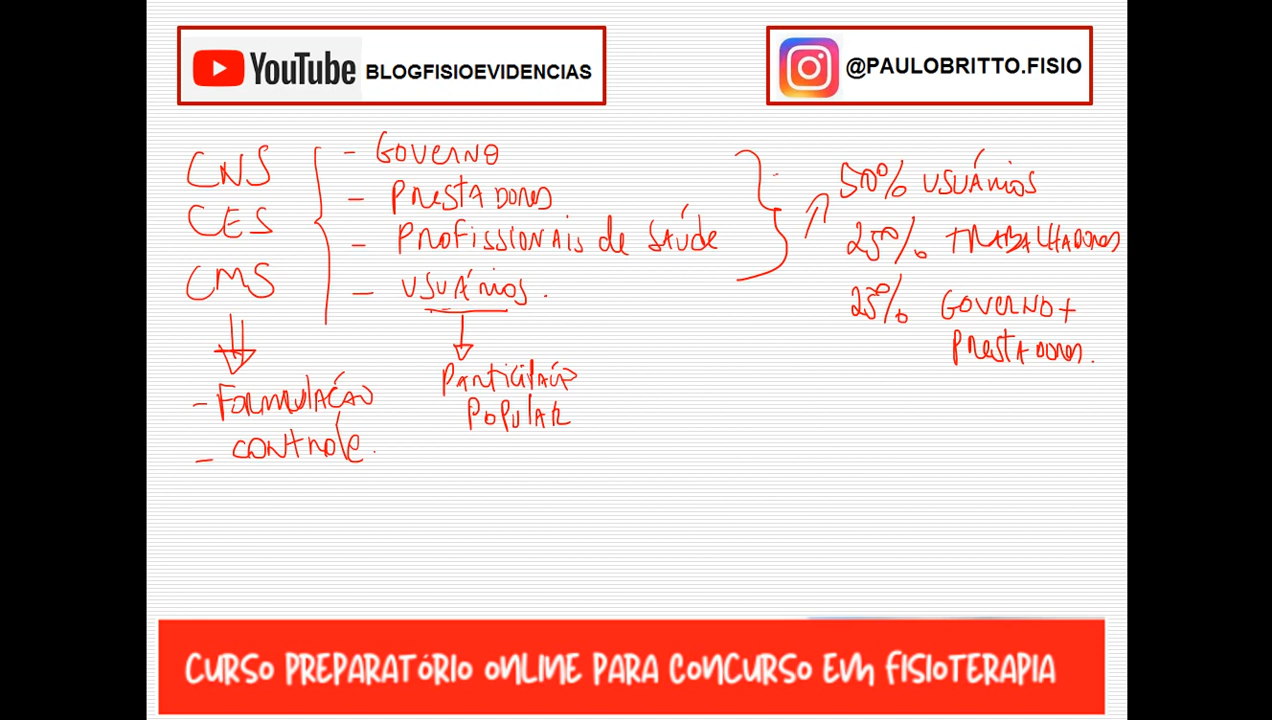 YouTube BLOGFISIOEVIDENCIAS
@PAULOBRITTO.FISIO
CNS
CES
CMS
- GOVERNO
- PRESTADORES
- PROFISSIONAIS de SAÚDE
- USUÁRIOS.
- FORMULAÇÃO
- CONTROLE.
PARTICIPAÇÃO
POPULAR
50% USUÁRIOS
25% TRABALHADORES
25% GOVERNO +
PRESTADORES.
CURSO PREPARATÓRIO ONLINE PARA CONCURSO EM FISIOTERAPIA